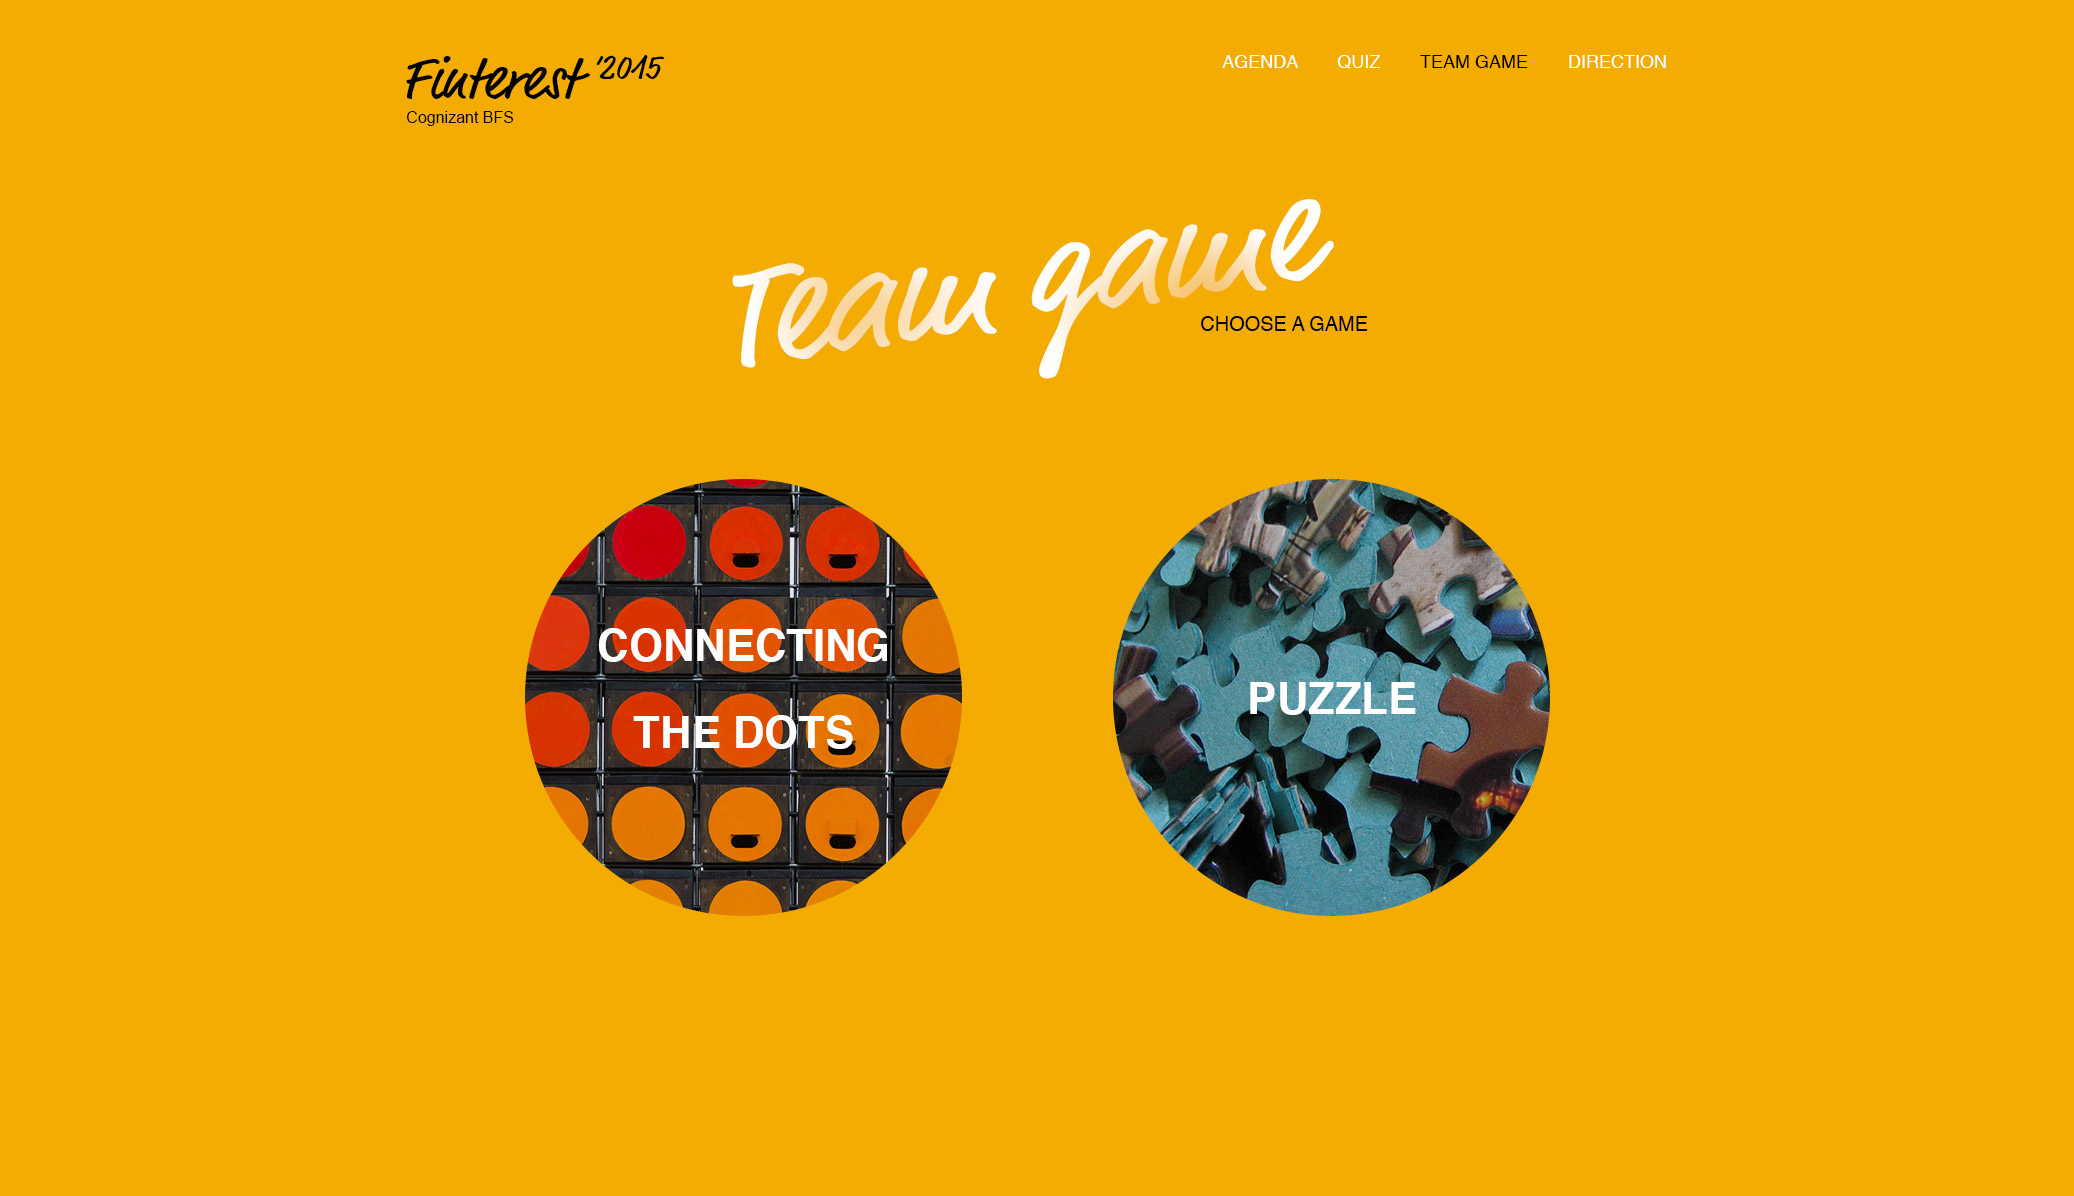 Finterest '2015
Cognizant BFS
AGENDA QUIZ TEAM GAME DIRECTION
Team game
CHOOSE A GAME
CONNECTING
THE DOTS
PUZZLE